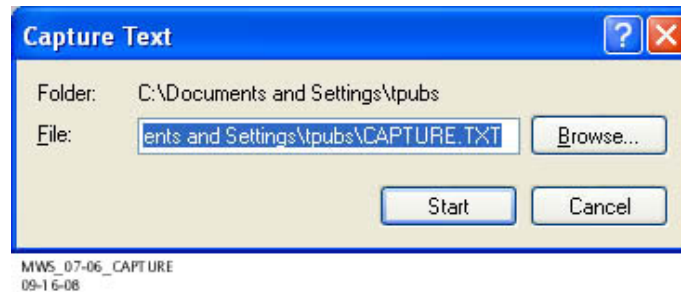 Capture Text
Folder: C:\Documents and Settings\tpubs
File: ents and Settings\tpubs\CAPTURE.TXT Browse...
Start Cancel
MWS_07-06_CAPTURE
09-16-08